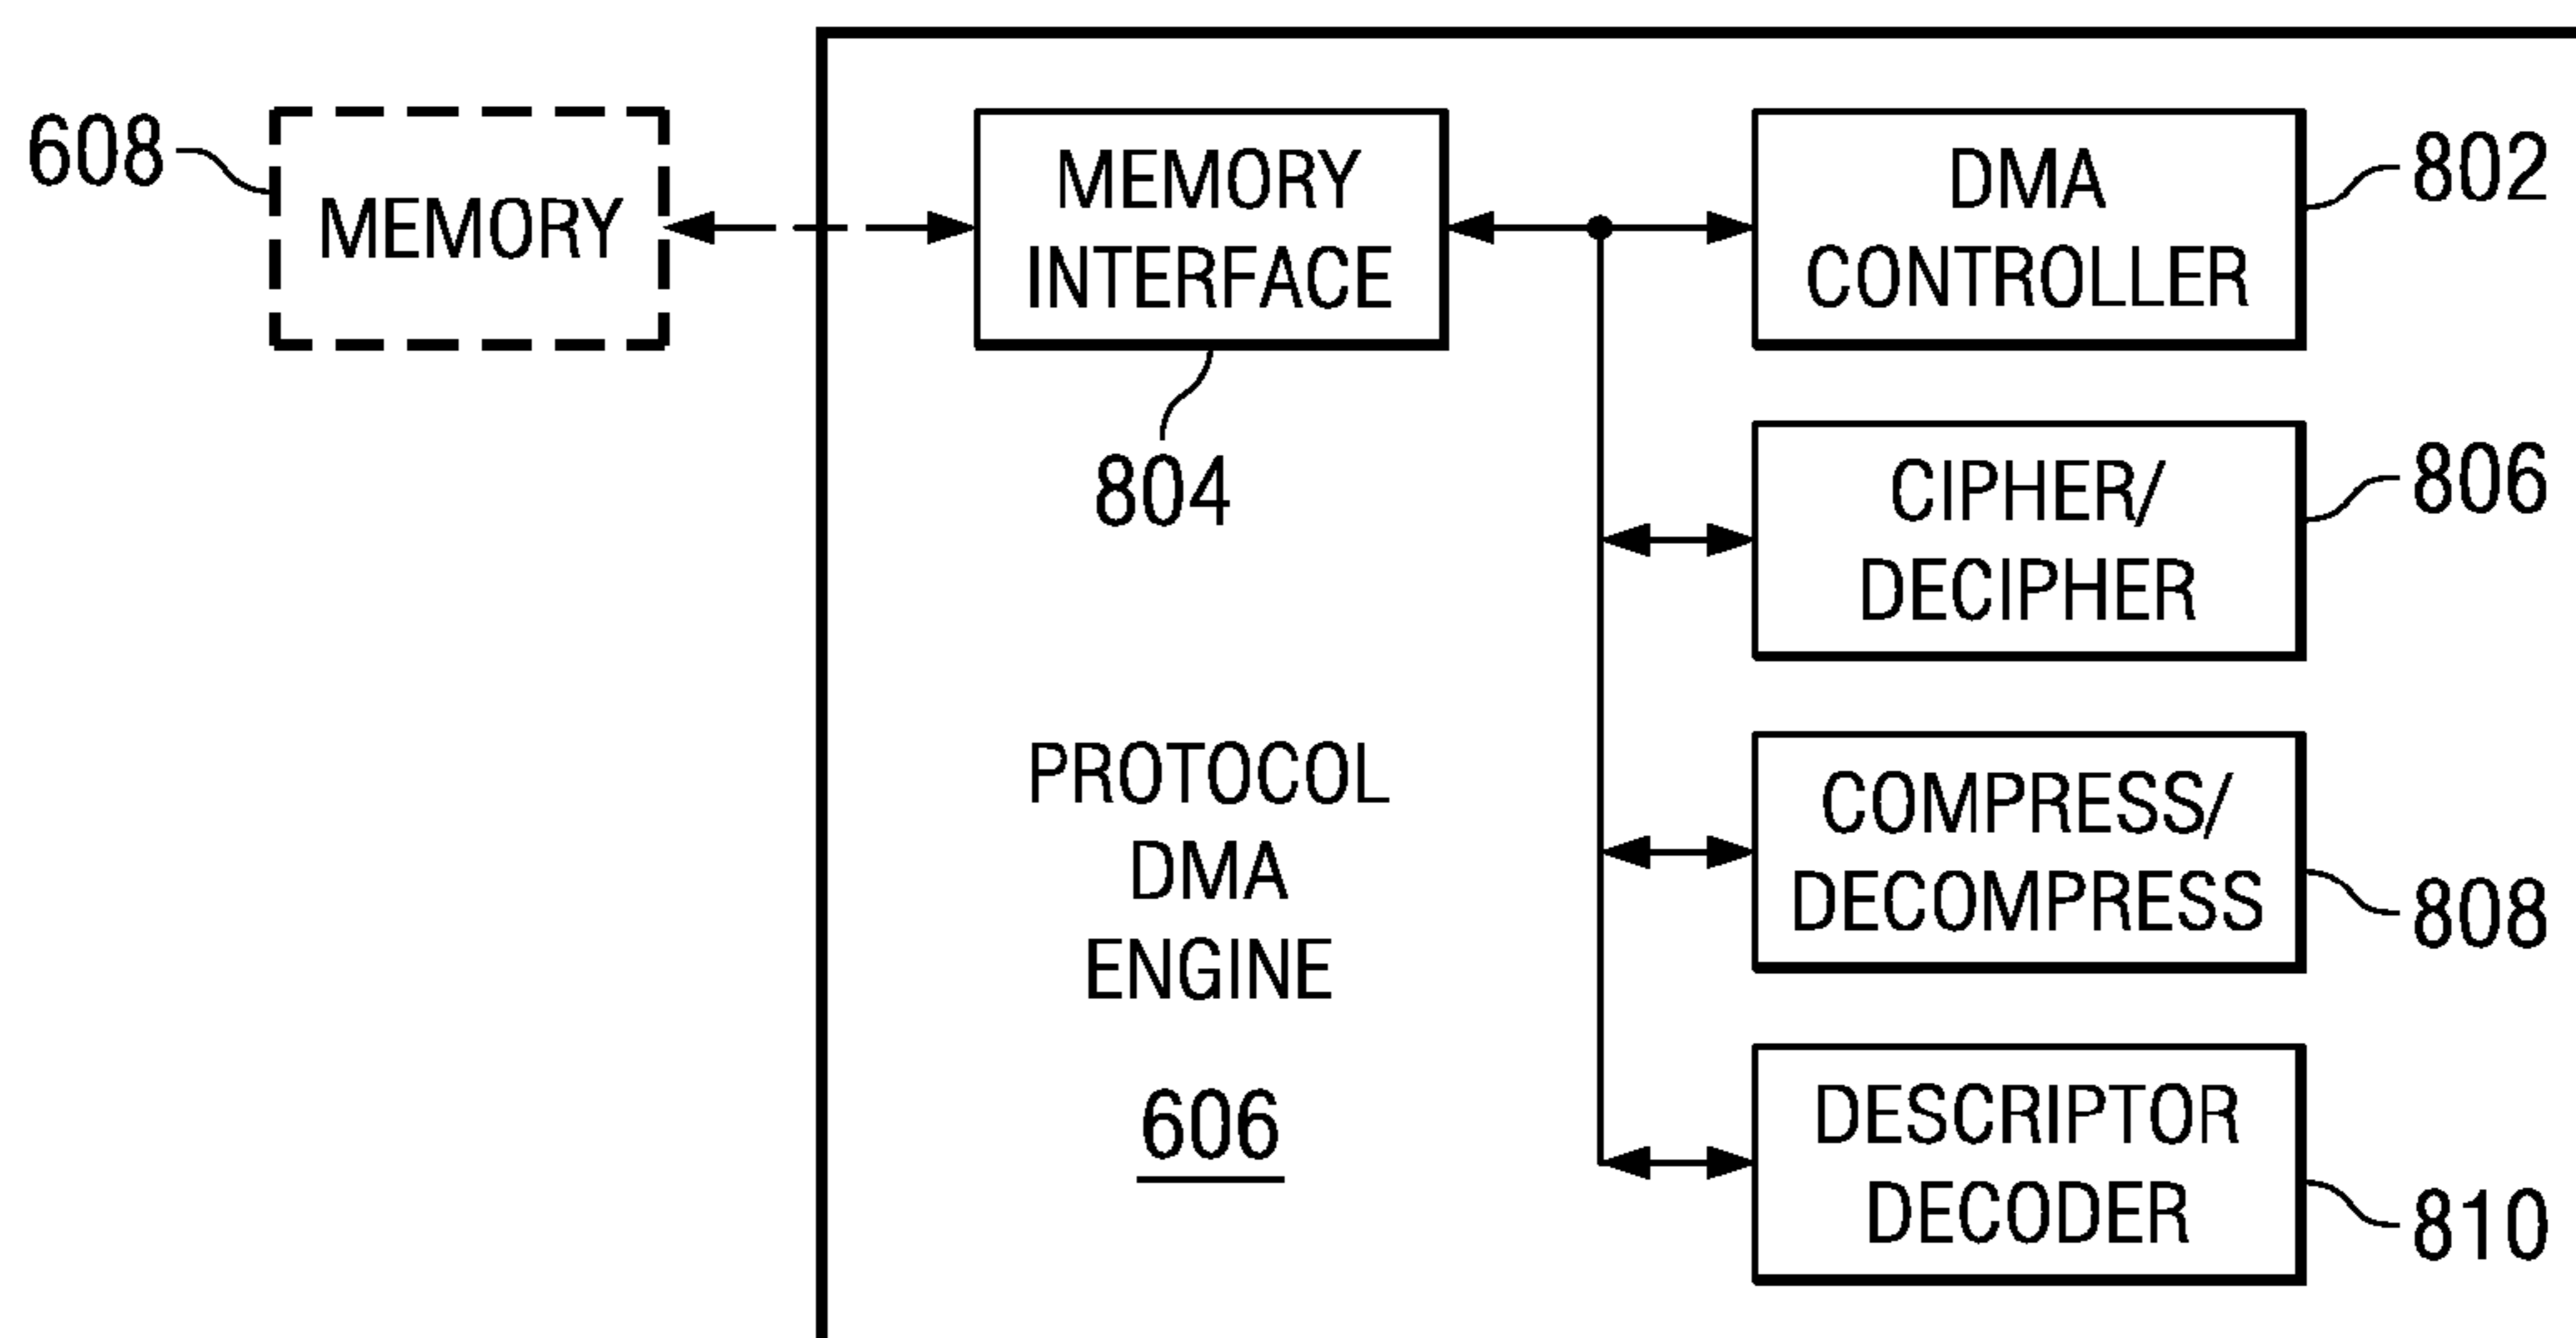 608
MEMORY
MEMORY
INTERFACE
804
DMA
CONTROLLER
802
CIPHER/
DECIPHER
806
PROTOCOL
DMA
ENGINE
606
COMPRESS/
DECOMPRESS
808
DESCRIPTOR
DECODER
810